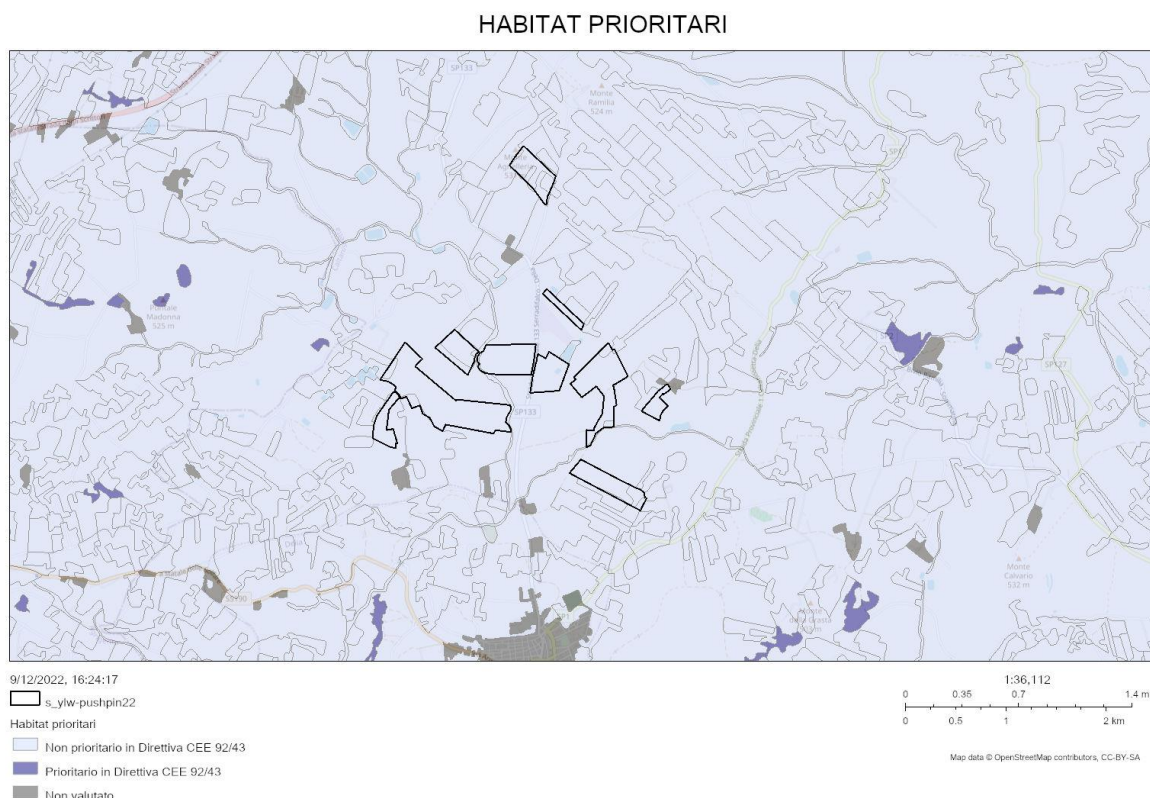 HABITAT PRIORITARI
SP133
Monte
Ramilia
524 m
Monte
SP133
SP127
Madonna
525 m
SP1
Monte
Calvario
532 m
9/12/2022, 16:24:17
s_ylw-pushpin22
Habitat prioritari
Non prioritario in Direttiva CEE 92/43
Prioritario in Direttiva CEE 92/43
Non valutato
1:36,112
0 0.35 0.7 1.4 m
0 0.5 1 2 km
Map data © OpenStreetMap contributors, CC-BY-SA